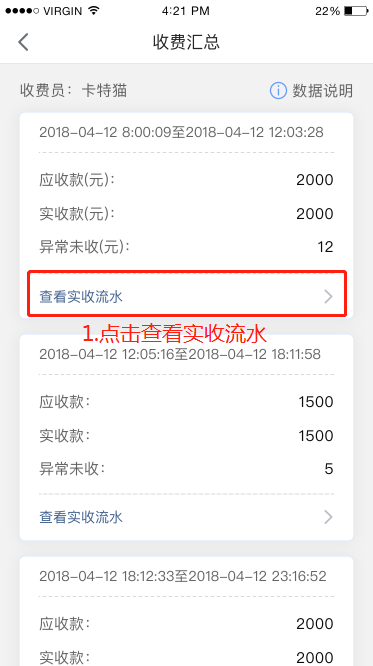 VIRGIN 4:21 PM 22%
收费汇总
收费员：卡特猫 数据说明
2018-04-12 8:00:09至2018-04-12 12:03:28
应收款(元)： 2000
实收款(元)： 2000
异常未收(元)： 12
查看实收流水
1.点击查看实收流水
2018-04-12 12:05:16至2018-04-12 18:11:58
应收款： 1500
实收款： 1500
异常未收： 5
查看实收流水
2018-04-12 18:12:33至2018-04-12 23:16:52
应收款： 2000
实收款： 2000